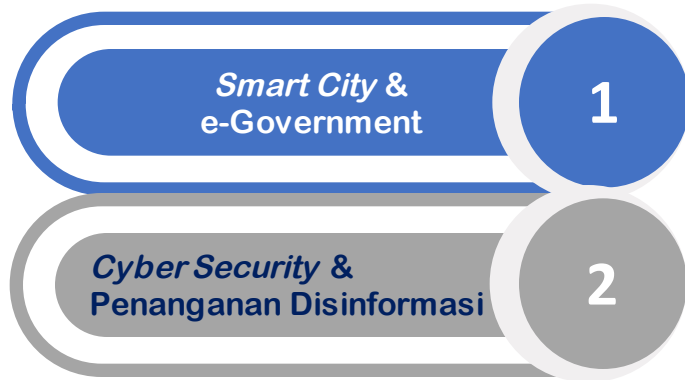 Smart City &
e-Government
1
Cyber Security &
Penanganan Disinformasi
2